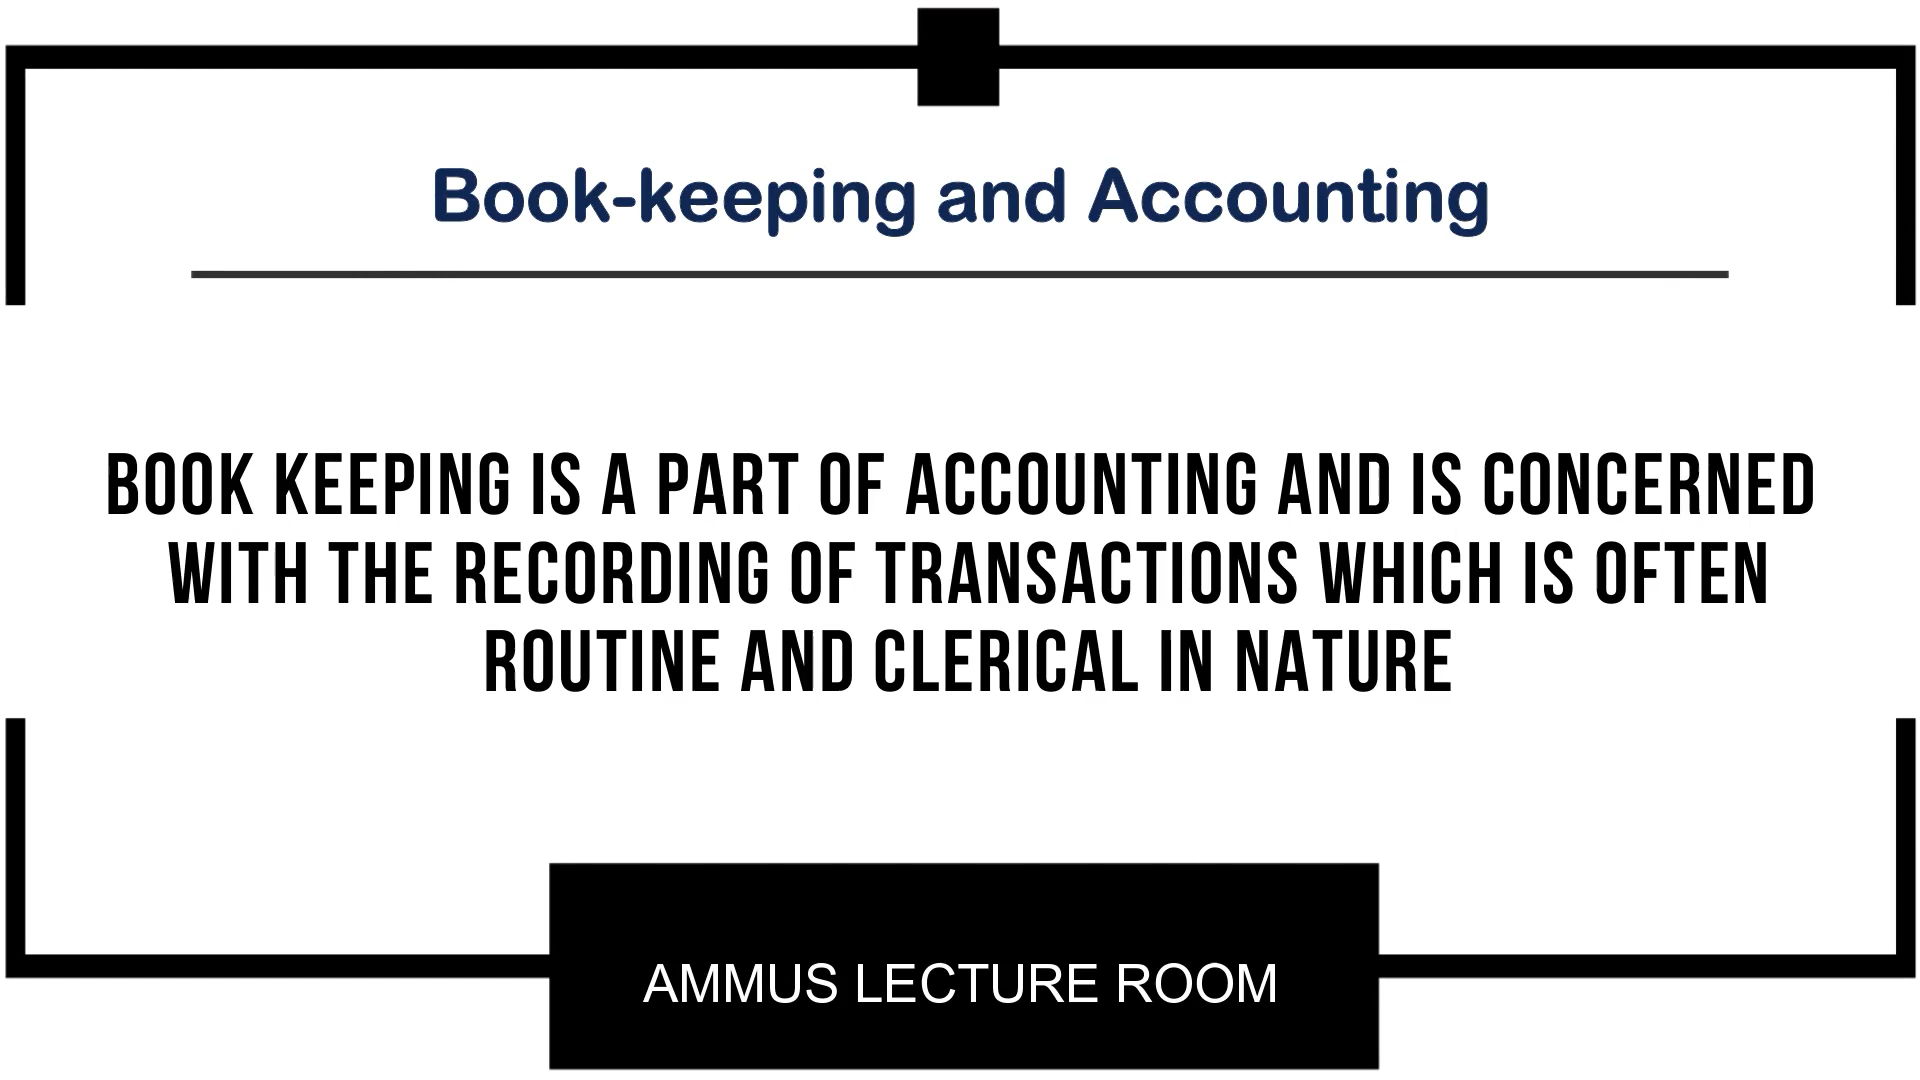 Book-keeping and Accounting
BOOK KEEPING IS A PART OF ACCOUNTING AND IS CONCERNED
WITH THE RECORDING OF TRANSACTIONS WHICH IS OFTEN
ROUTINE AND CLERICAL IN NATURE
AMMUS LECTURE ROOM